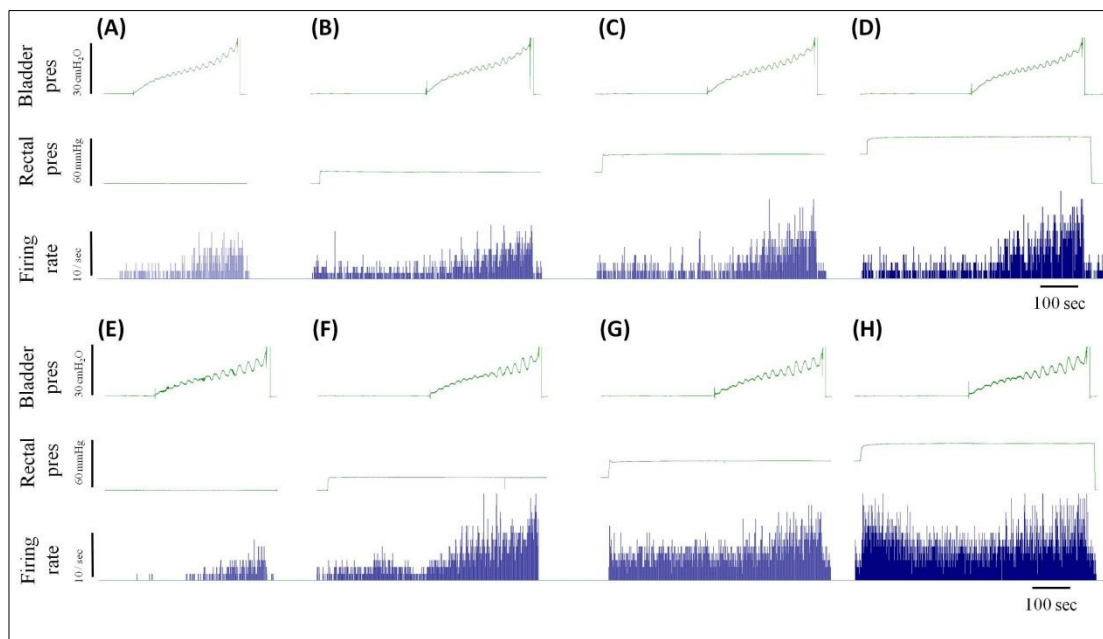 (A) (B) (C) (D)
Bladder pres
30 cmH₂O
Rectal pres
60 mmHg
Firing rate
10 / sec
100 sec
(E) (F) (G) (H)
Bladder pres
30 cmH₂O
Rectal pres
60 mmHg
Firing rate
10 / sec
100 sec